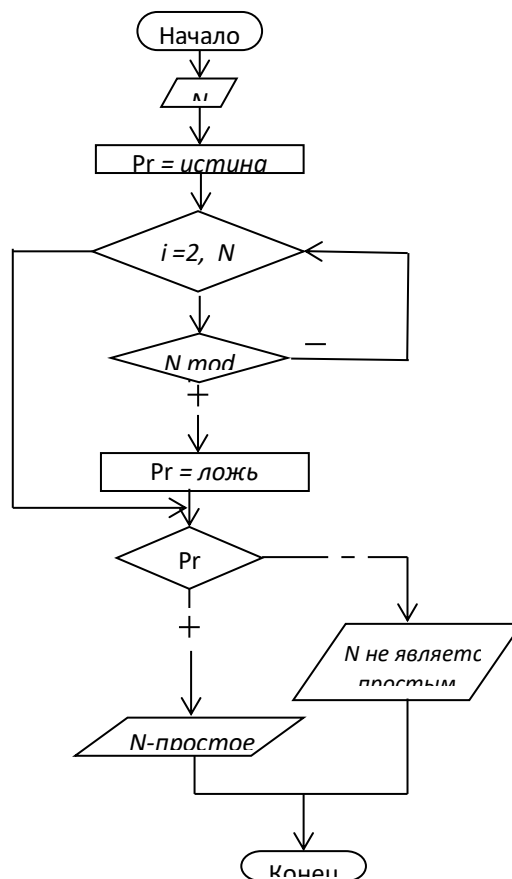 Начало
N
Pr = истина
i =2, N
N mod
—
+
Pr = ложь
Pr
–
+
N не являетс
простым
N-простое
Конец